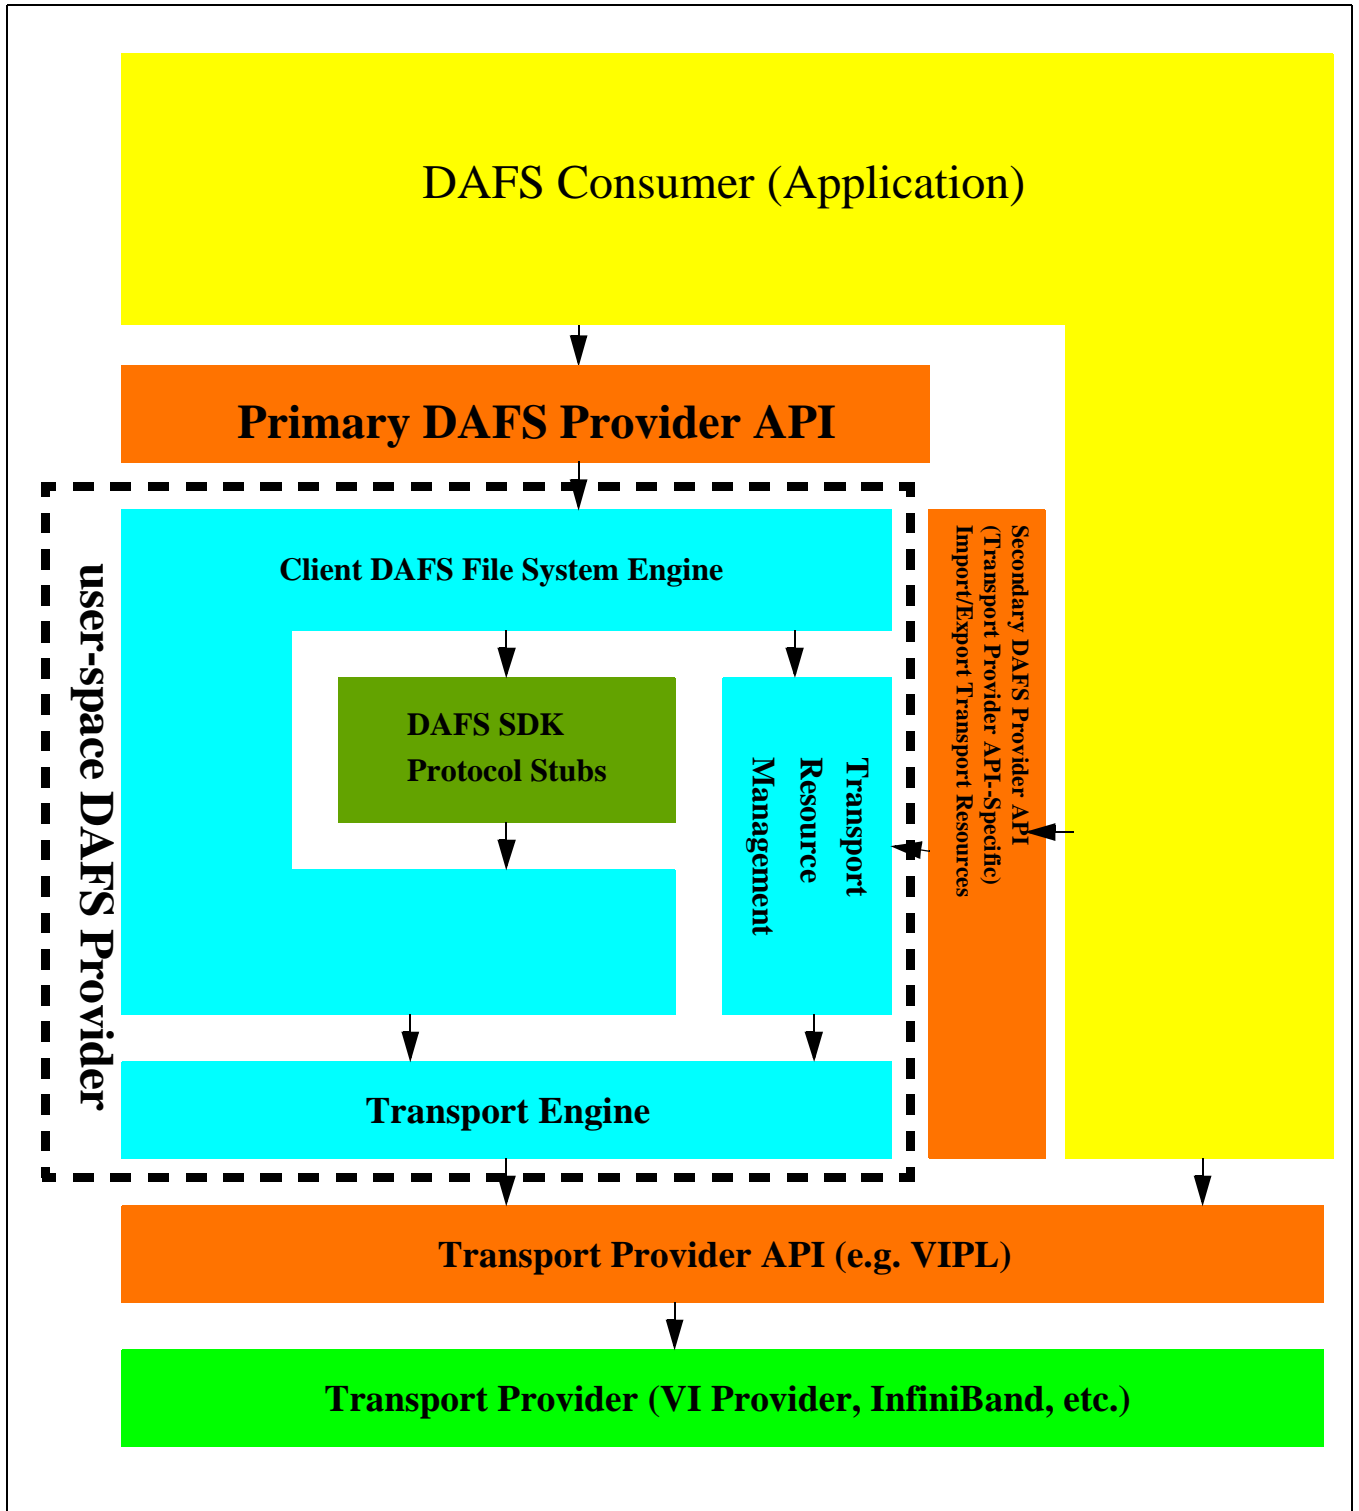 DAFS Consumer (Application)
Primary DAFS Provider API
user-space DAFS Provider
Client DAFS File System Engine
DAFS SDK
Protocol Stubs
Transport
Resource
Management
Secondary DAFS Provider API
(Transport Provider API--Specific)
Import/Export Transport Resources
Transport Engine
Transport Provider API (e.g. VIPL)
Transport Provider (VI Provider, InfiniBand, etc.)